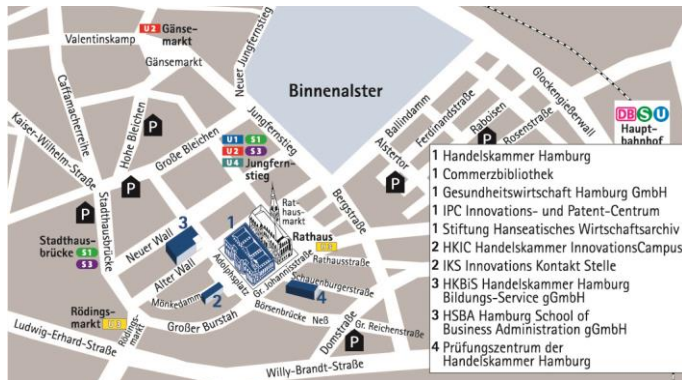 U2 Gänse-
markt
Valentinskamp
Gänsemarkt
Neuer Jungfernstieg
Binnenalster
Caffamacherreihe
Kaiser-Wilhelm-Straße
Hohe Bleichen
P
Große Bleichen
Jungfernstieg
U1 S1
U2 S3
U4 Jungfern-
stieg
Ballindamm
Ferdinandstraße
Alstertor
P
Raboisen
P
Rosenstraße
Glockengießerwall
DB S U
Haupt-
bahnhof
P
P
Stadthausbrücke
Stadthaus-
brücke S1
S3
Neuer Wall
3
Alter Wall
1
Rat-
haus-
markt
Bergstraße
Rathaus
Rathausstraße
Adolphsplatz
Gr. Johannisstraße
Schauenburgerstraße
4
Mönkedamm
2
Börsenbrücke
Neß
Großer Burstah
Rödings-
markt
Rödings-
markt
Ludwig-Erhard-Straße
Domstraße
P
Gr. Reichenstraße
Willy-Brandt-Straße
1 Handelskammer Hamburg
1 Commerzbibliothek
1 Gesundheitswirtschaft Hamburg GmbH
1 IPC Innovations- und Patent-Centrum
1 Stiftung Hanseatisches Wirtschaftsarchiv
2 HKIC Handelskammer InnovationsCampus
2 IKS Innovations Kontakt Stelle
3 HKBiS Handelskammer Hamburg
Bildungs-Service gGmbH
3 HSBA Hamburg School of
Business Administration gGmbH
4 Prüfungszentrum der
Handelskammer Hamburg